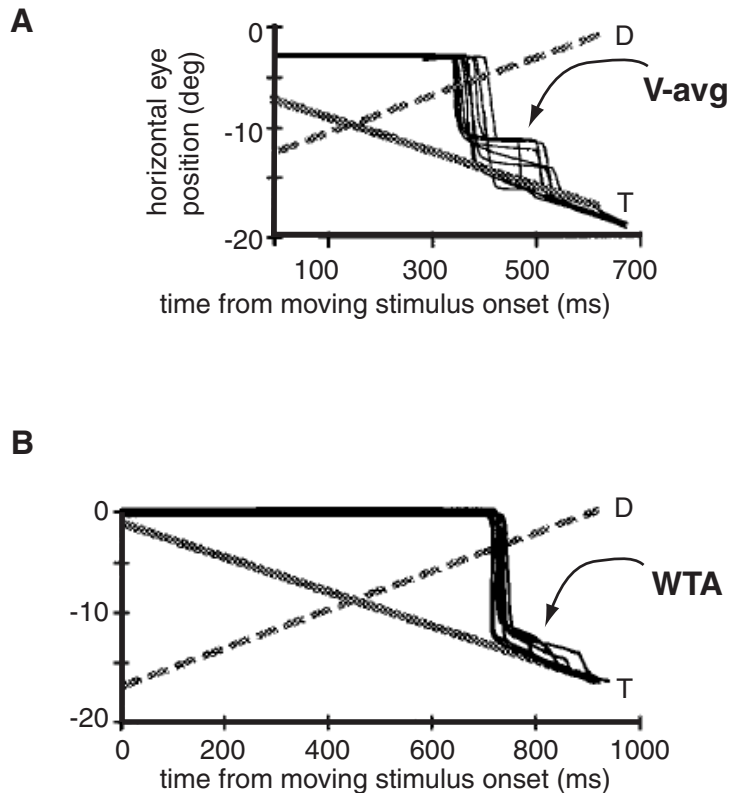 A
0
-10
-20
horizontal eye
position (deg)
D
V-avg
T
100 300 500 700
time from moving stimulus onset (ms)
B
0
-10
-20
D
WTA
T
0 200 400 600 800 1000
time from moving stimulus onset (ms)